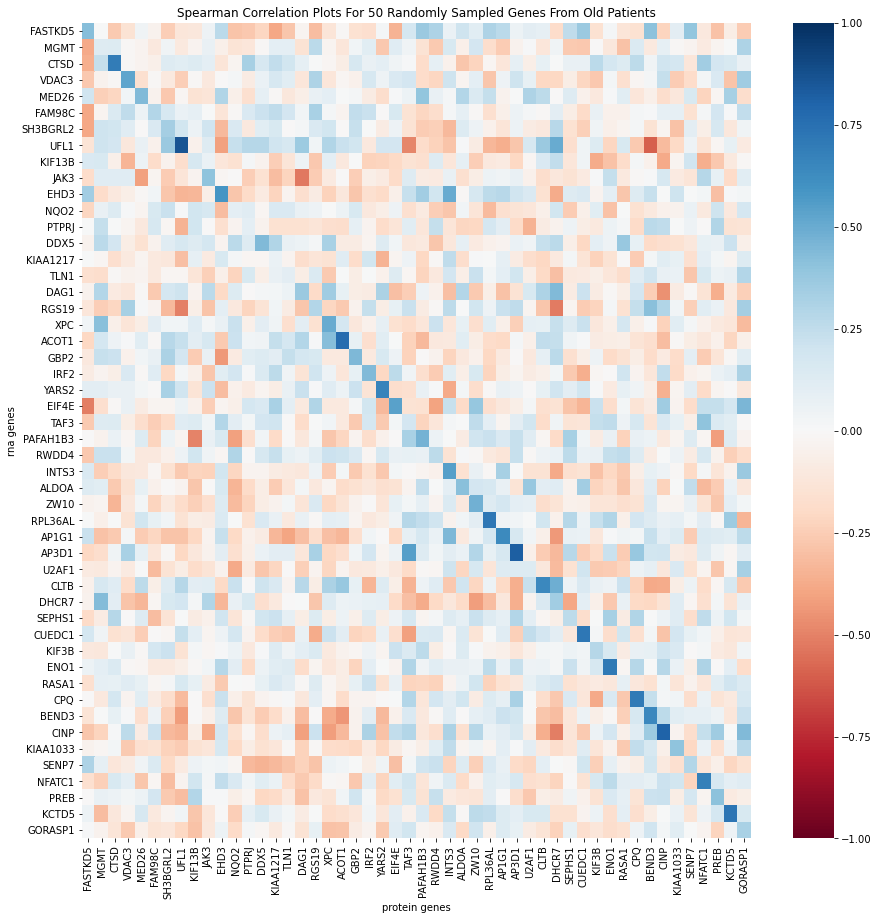 Spearman Correlation Plots For 50 Randomly Sampled Genes From Old Patients
rna genes
FASTKD5
MGMT
CTSD
VDAC3
MED26
FAM98C
SH3BGRL2
UFL1
KIF13B
JAK3
EHD3
NQO2
PTPRJ
DDX5
KIAA1217
TLN1
DAG1
RGS19
XPC
ACOT1
GBP2
IRF2
YARS2
EIF4E
TAF3
PAFAH1B3
RWDD4
INTS3
ALDOA
ZW10
RPL36AL
AP1G1
AP3D1
U2AF1
CLTB
DHCR7
SEPHS1
CUEDC1
KIF3B
ENO1
RASA1
CPQ
BEND3
CINP
KIAA1033
SENP7
NFATC1
PREB
KCTD5
GORASP1
FASTKD5
MGMT
CTSD
VDAC3
MED26
FAM98C
SH3BGRL2
UFL1
KIF13B
JAK3
EHD3
NQO2
PTPRJ
DDX5
KIAA1217
TLN1
DAG1
RGS19
XPC
ACOT1
GBP2
IRF2
YARS2
EIF4E
TAF3
PAFAH1B3
RWDD4
INTS3
ALDOA
ZW10
RPL36AL
AP1G1
AP3D1
U2AF1
CLTB
DHCR7
SEPHS1
CUEDC1
KIF3B
ENO1
RASA1
CPQ
BEND3
CINP
KIAA1033
SENP7
NFATC1
PREB
KCTD5
GORASP1
protein genes
1.00
0.75
0.50
0.25
0.00
−0.25
−0.50
−0.75
−1.00